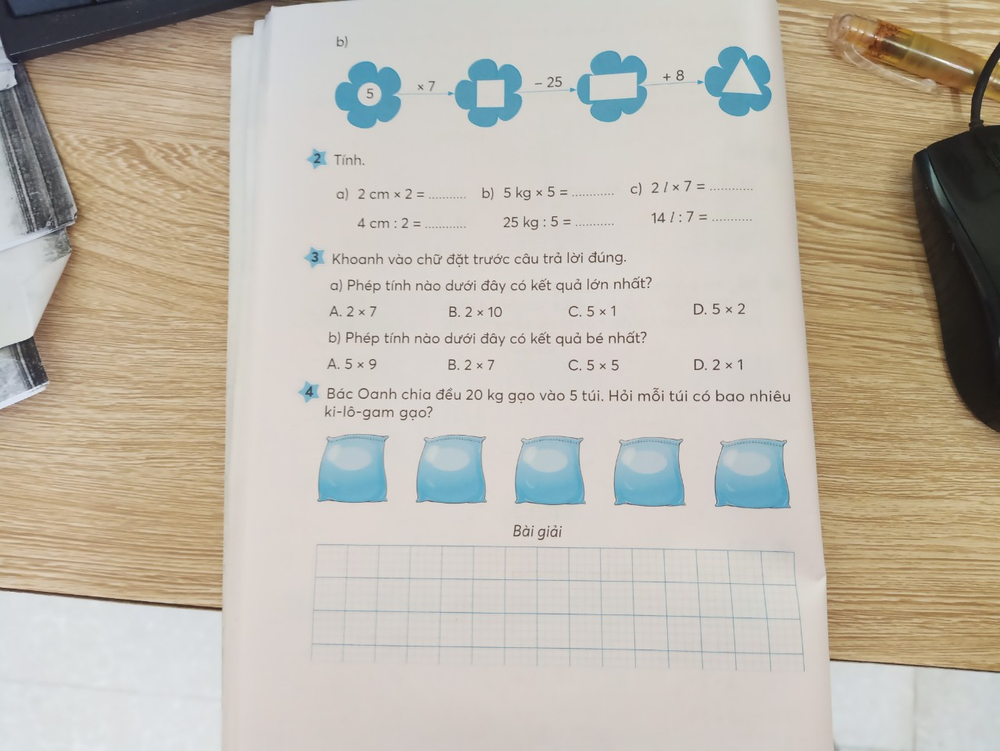 b)
5 × 7 − 25 + 8
2 Tính.
a) 2 cm × 2 = .......... b) 5 kg × 5 = ........... c) 2 l × 7 = ...........
4 cm : 2 = ........... 25 kg : 5 = .......... 14 l : 7 = ..........
3 Khoanh vào chữ đặt trước câu trả lời đúng.
a) Phép tính nào dưới đây có kết quả lớn nhất?
A. 2 × 7 B. 2 × 10 C. 5 × 1 D. 5 × 2
b) Phép tính nào dưới đây có kết quả bé nhất?
A. 5 × 9 B. 2 × 7 C. 5 × 5 D. 2 × 1
4 Bác Oanh chia đều 20 kg gạo vào 5 túi. Hỏi mỗi túi có bao nhiêu
ki-lô-gam gạo?
Bài giải